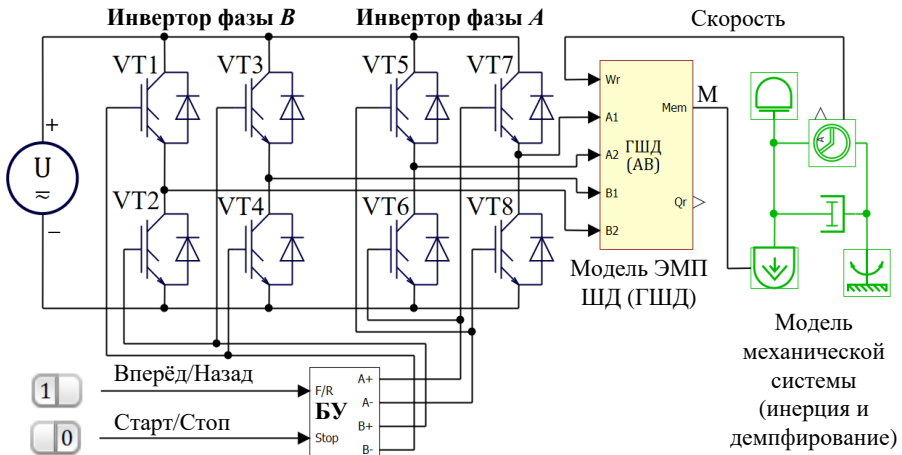 Инвертор фазы B
Инвертор фазы A
Скорость
VT1
VT3
VT5
VT7
Wr
Mem
M
A1
A
+
U
A2
ГШД
(AB)
−
VT2
VT4
VT6
VT8
B1
Qr
B2
Модель ЭМП
ШД (ГШД)
Модель
механической
системы
(инерция и
демпфирование)
1
Вперёд/Назад
F/R
БУ
A+
A-
0
Старт/Стоп
Stop
B+
B-